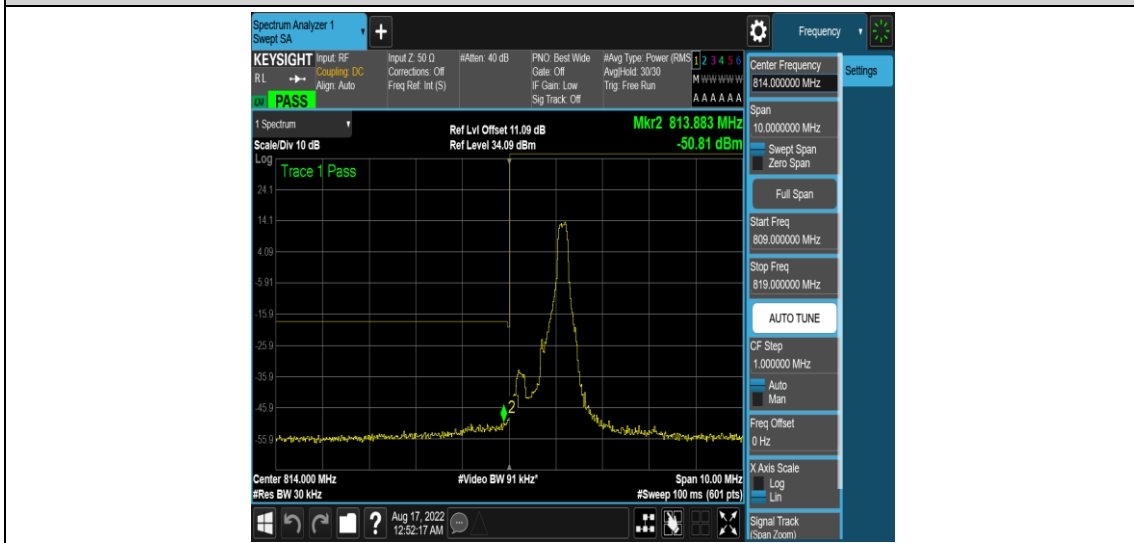 Spectrum Analyzer 1
Swept SA
+
Frequency
KEYSIGHT
RL
PASS
Input: RF
Coupling: DC
Align: Auto
Input Z: 50 Ω
Corrections: Off
Freq Ref: Int (S)
#Atten: 40 dB
PNO: Best Wide
Gate: Off
IF Gain: Low
Sig Track: Off
#Avg Type: Power (RMS
Avg|Hold: 30/30
Trig: Free Run
1 2 3 4 5 6
M W W W W W
A A A A A A
1 Spectrum
Scale/Div 10 dB
Ref Lvl Offset 11.09 dB
Ref Level 34.09 dBm
Mkr2 813.883 MHz
-50.81 dBm
Log
Trace 1 Pass
24.1
14.1
4.09
-5.91
-15.9
-25.9
-35.9
-45.9
-55.9
2
Center 814.000 MHz
#Res BW 30 kHz
#Video BW 91 kHz*
Span 10.00 MHz
#Sweep 100 ms (601 pts)
?
Aug 17, 2022
12:52:17 AM
Center Frequency
814.000000 MHz
Settings
Span
10.0000000 MHz
Swept Span
Zero Span
Full Span
Start Freq
809.000000 MHz
Stop Freq
819.000000 MHz
AUTO TUNE
CF Step
1.000000 MHz
Auto
Man
Freq Offset
0 Hz
X Axis Scale
Log
Lin
Signal Track
(Span Zoom)